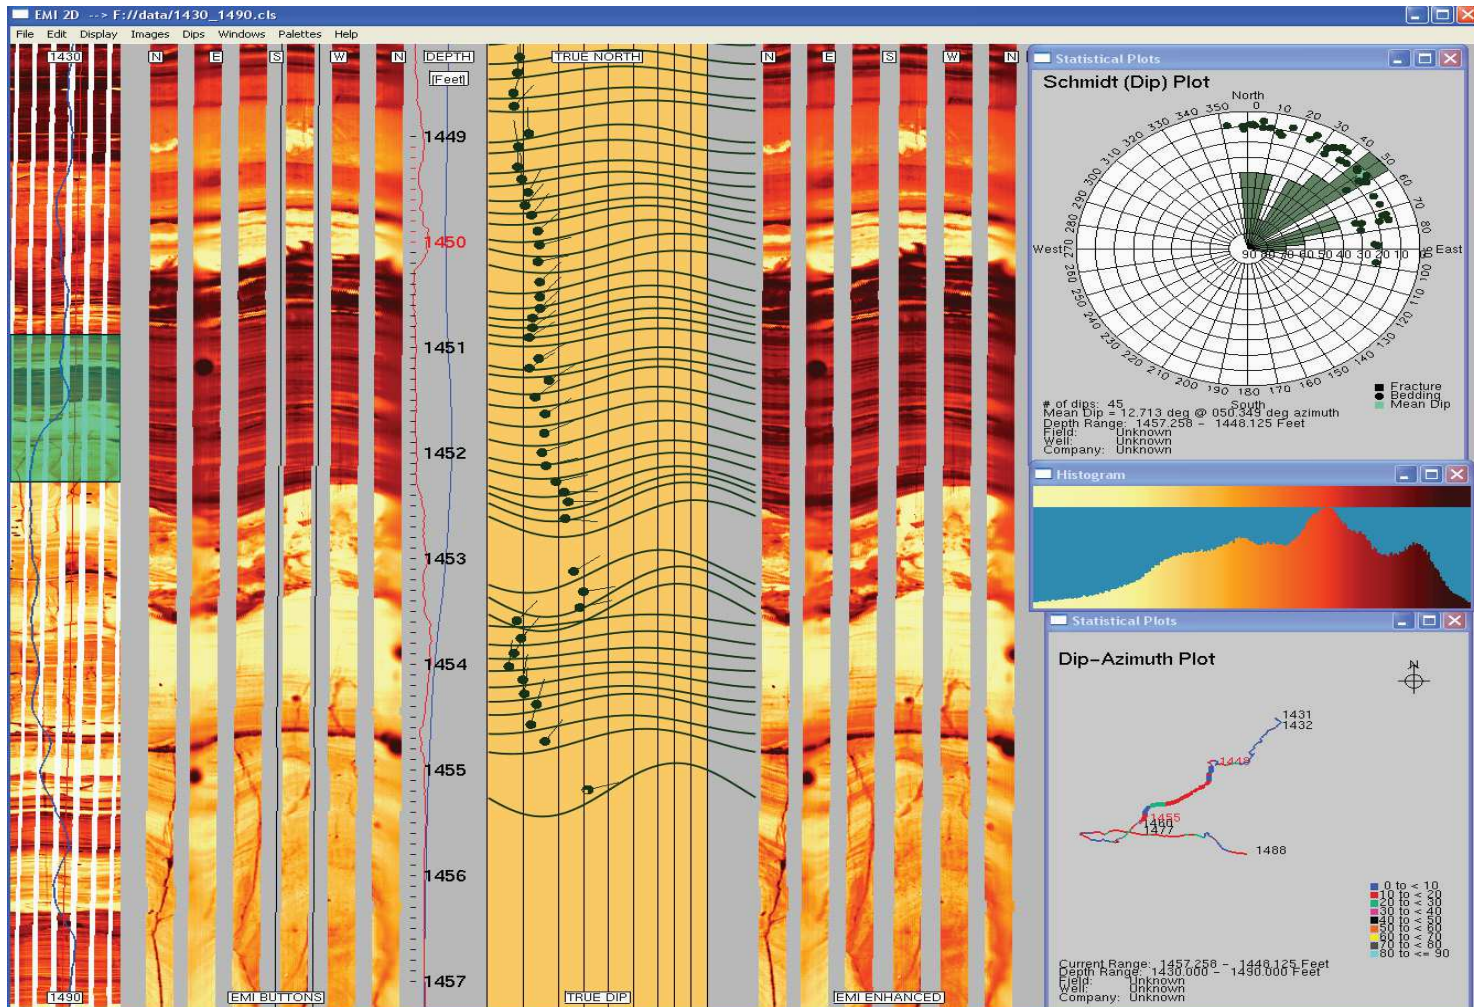 EMI 2D --> F://data/1430_1490.cls
File Edit Display Images Dips Windows Palettes Help
1430
N E S W N
DEPTH
[Feet]
TRUE NORTH
N E S W N
1449
1450
1451
1452
1453
1454
1455
1456
1457
1490
EMI BUTTONS
TRUE DIP
EMI ENHANCED
Statistical Plots
Schmidt (Dip) Plot
North
350 0 10
340 20
330 30
320 40
310 50
300 60
290 70
280 80
West 270 90 80 70 60 50 40 30 20 10 0 90 East
260 100
250 110
240 120
230 130
220 140
210 150
200 160
190 180 170
South
Fracture
Bedding
Mean Dip
# of dips: 45
Mean Dip = 12.713 deg @ 050.349 deg azimuth
Depth Range: 1457.258 - 1448.125 Feet
Field: Unknown
Well: Unknown
Company: Unknown
Histogram
Statistical Plots
Dip-Azimuth Plot
N
1431
1432
1448
1455
1460
1477
1488
0 to < 10
10 to < 20
20 to < 30
30 to < 40
40 to < 50
50 to < 60
60 to < 70
70 to < 80
80 to <= 90
Current Range: 1457.258 - 1448.125 Feet
Depth Range: 1430.000 - 1490.000 Feet
Field: Unknown
Well: Unknown
Company: Unknown